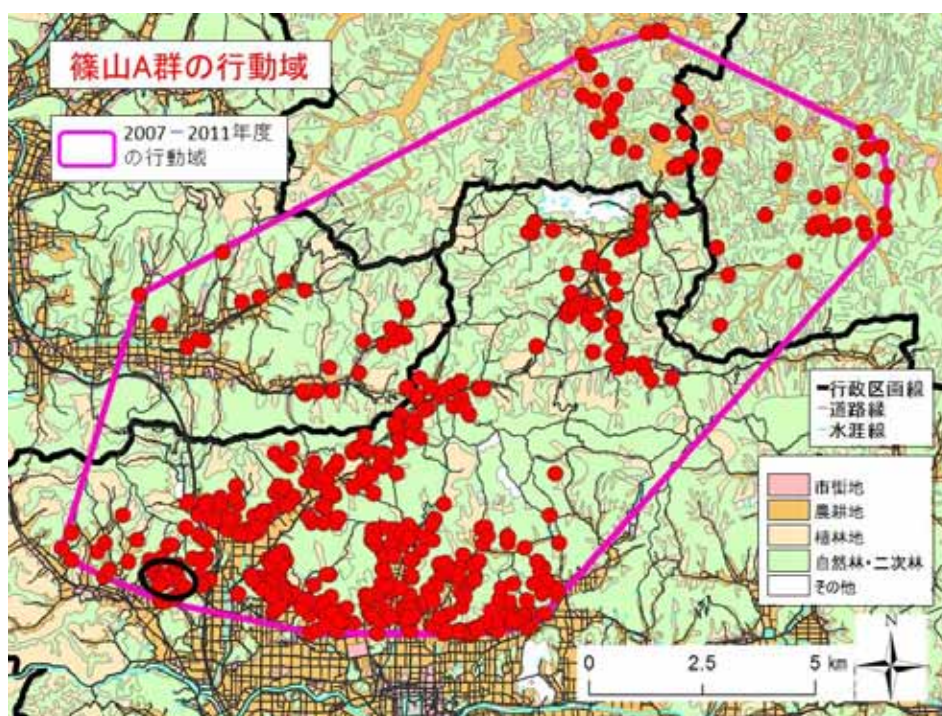 篠山A群の行動域
2007－2011年度
の行動域
行政区画線
道路縁
水涯線
市街地
農耕地
植林地
自然林・二次林
その他
N
0 2.5 5 km